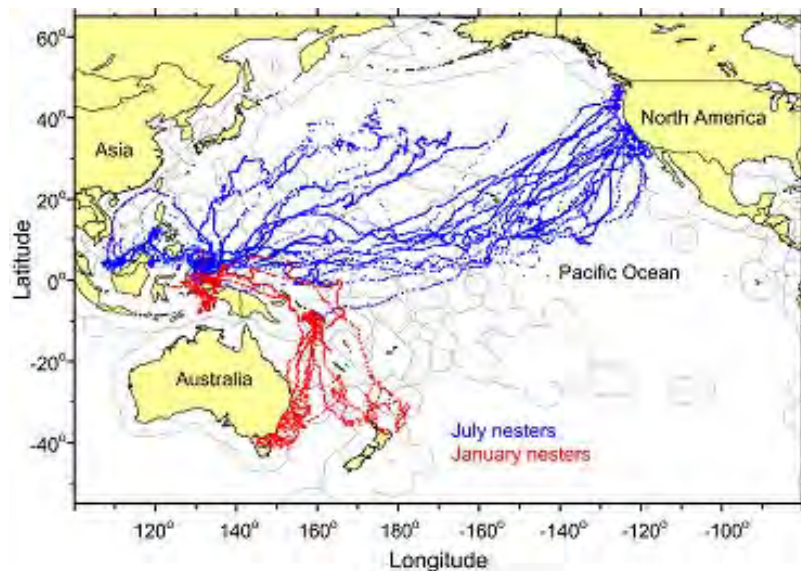 60°
North America
Asia
40°
20°
Latitude
0°
Pacific Ocean
-20°
Australia
July nesters
January nesters
-40°
120° 140° 160° 180° -160° -140° -120° -100°
Longitude